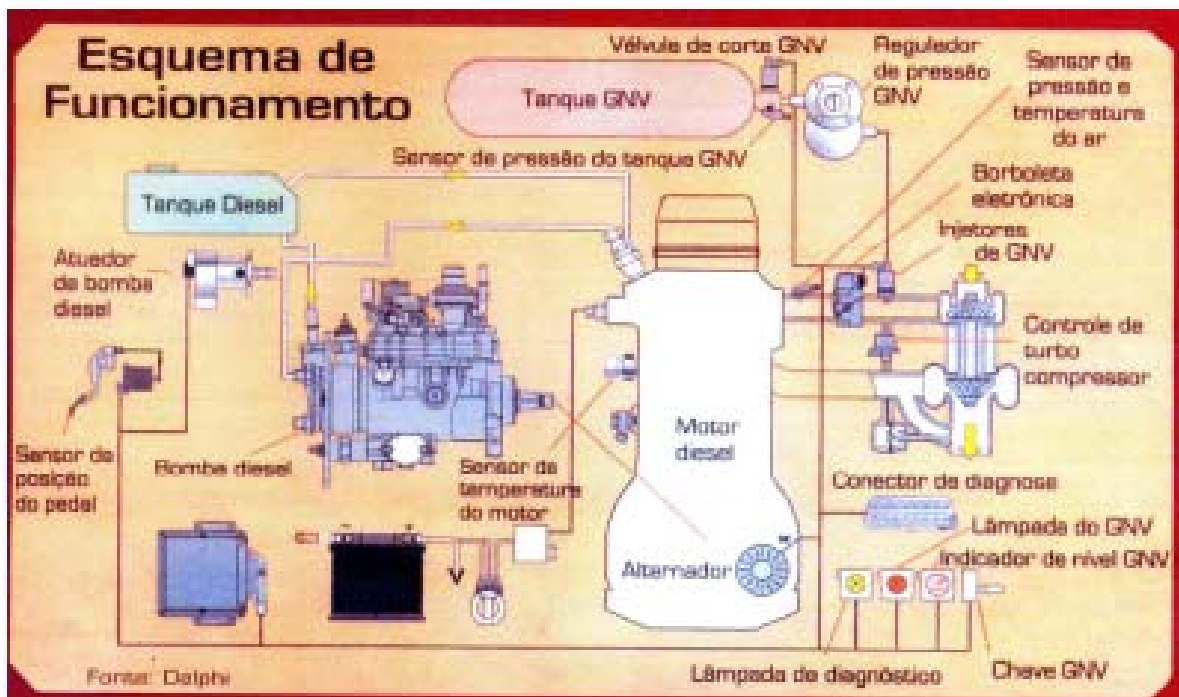 Esquema de
Funcionamento
Válvula de corte GNV
Regulador
de pressão
GNV
Sensor de
pressão e
temperatura
do ar
Tanque GNV
Sensor de pressão do tanque GNV
Borboleta
eletrônica
Tanque Diesel
Injetores
de GNV
Atuador
de bomba
diesel
Controle de
turbo
compressor
Motor
diesel
Sensor de
posição
do pedal
Bomba diesel
Sensor de
temperatura
do motor
Conector de diagnose
Lâmpada do GNV
Indicador de nível GNV
Alternador
Lâmpada de diagnóstico
Chave GNV
Fonte: Delphi